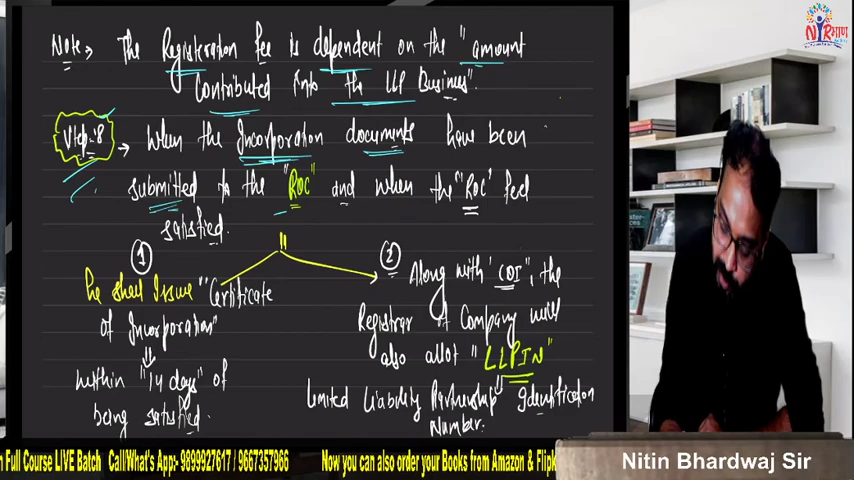 Note → The Registration fee is dependent on the "amount
Contributed into the LLP Business".
Step:8 → When the Incorporation documents have been
submitted to the "ROC" and when the "ROC" feel
satisfied.
① he shall Issue "Certificate
of Incorporation"
within "14 days" of
being satisfied.
② Along with "COI", the
Registrar of Company will
also allot "LLPIN"
Limited Liability Partnership Identification
Number.
NIRमाण
n Full Course LIVE Batch Call/What's App:- 9899927617 / 9667357966 Now you can also order your Books from Amazon & Flipk
Nitin Bhardwaj Sir